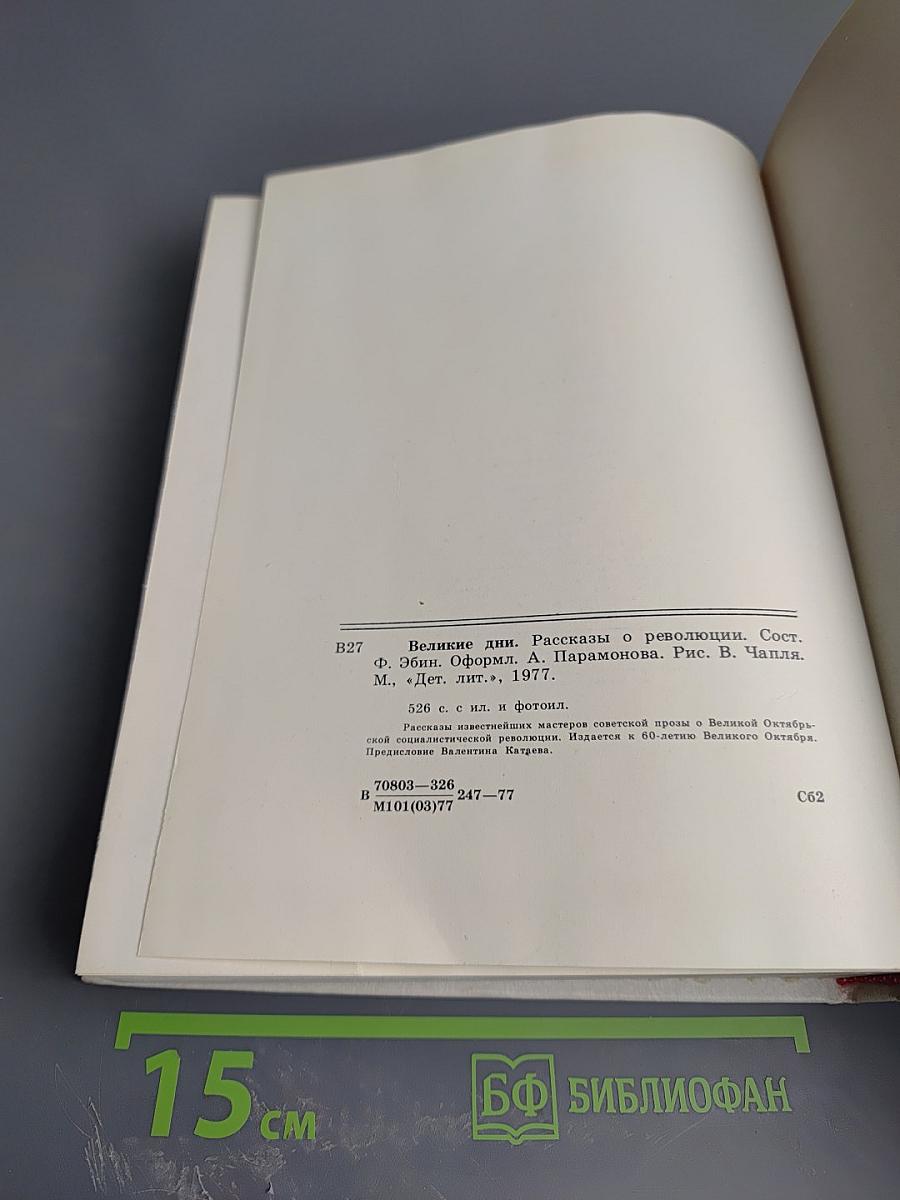 В27 Великие дни. Рассказы о революции. Сост.
Ф. Эбин. Оформл. А. Парамонова. Рис. В. Чапля.
М., «Дет. лит.», 1977.
526 с. с ил. и фотоил.
Рассказы известнейших мастеров советской прозы о Великой Октябрь-
ской социалистической революции. Издается к 60-летию Великого Октября.
Предисловие Валентина Катаева.
70803—326
В М101(03)77 247—77 Сб2
15 см
БФ БИБЛИОФАН